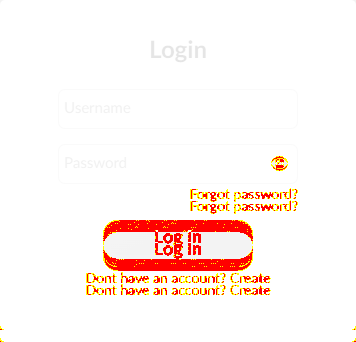 Login
Username
Password
Forgot password?
Forgot password?
Log in
Log in
Dont have an account? Create
Dont have an account? Create